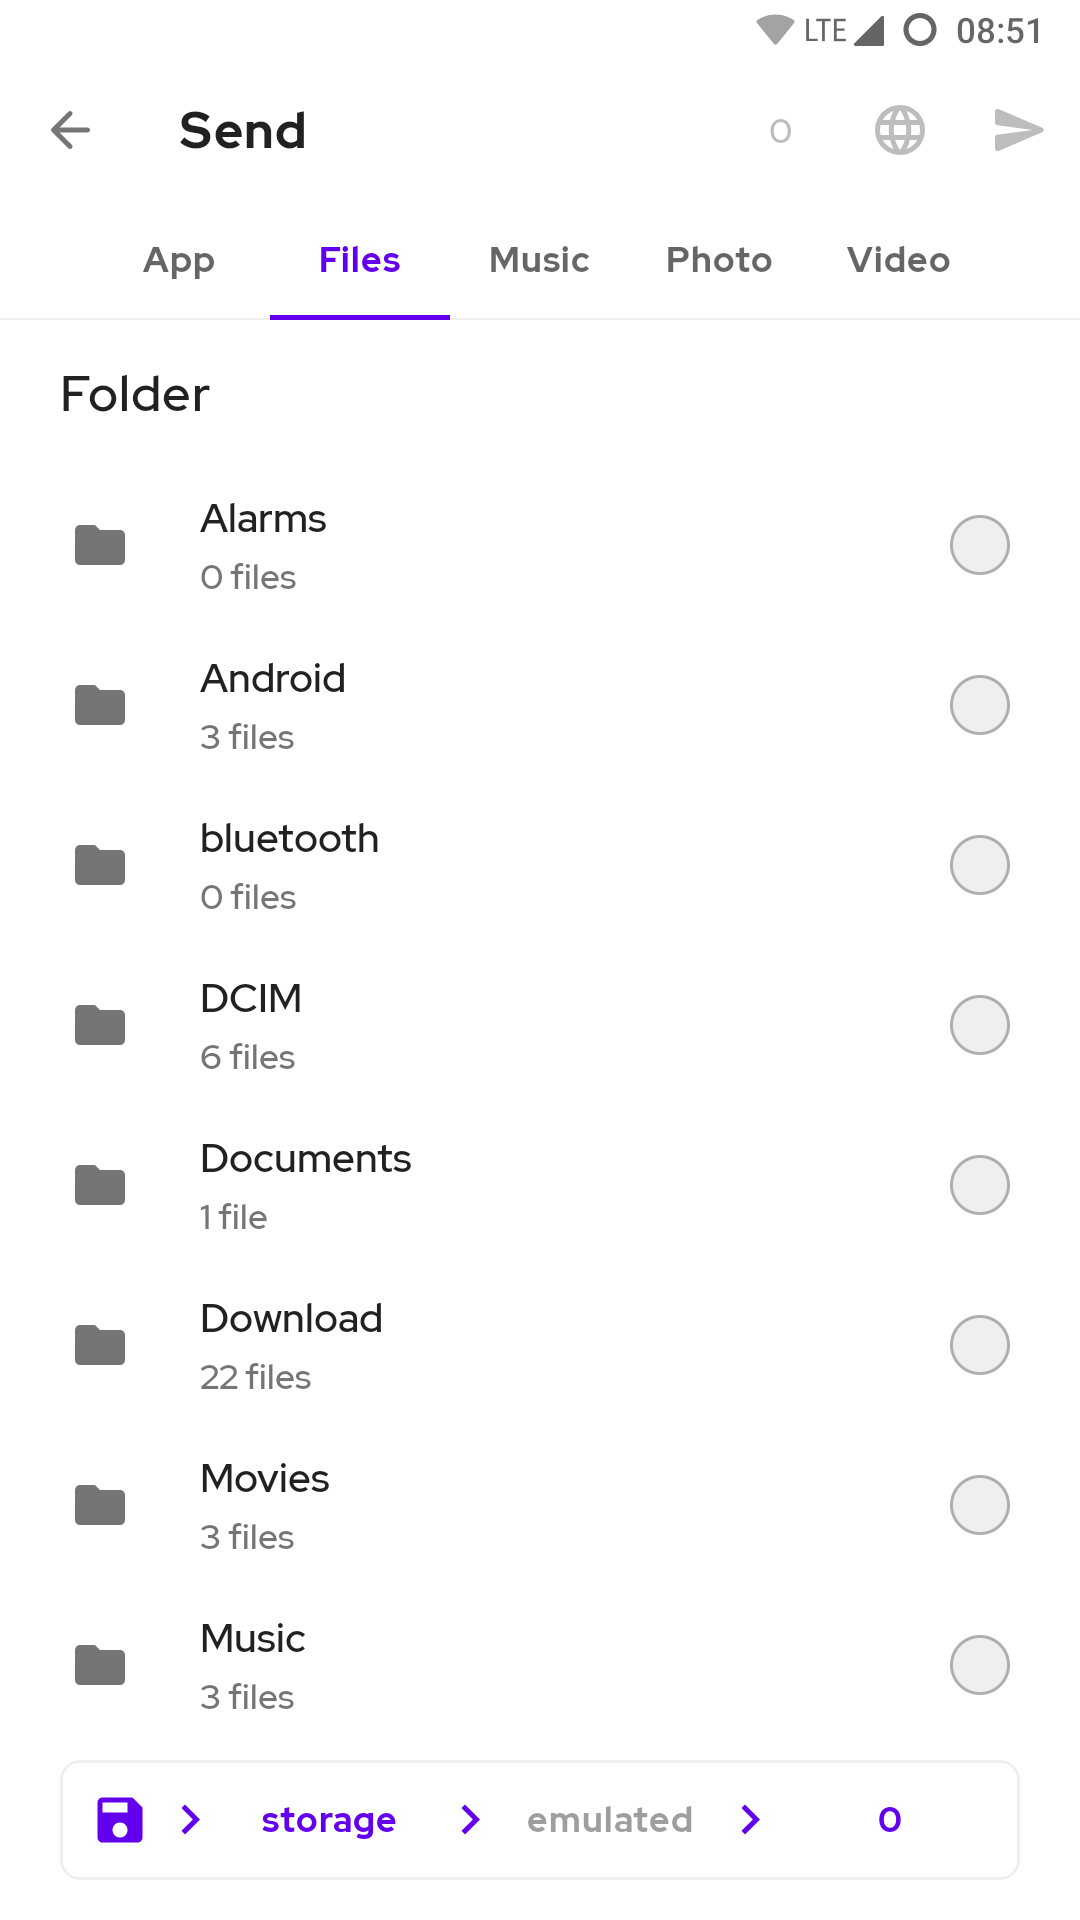 LTE 08:51
Send 0
App Files Music Photo Video
Folder
Alarms
0 files
Android
3 files
bluetooth
0 files
DCIM
6 files
Documents
1 file
Download
22 files
Movies
3 files
Music
3 files
storage emulated 0